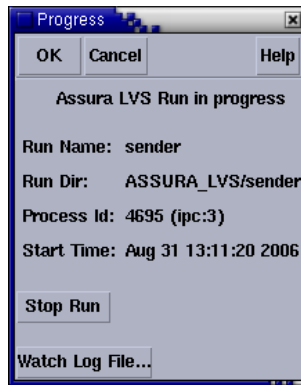 Progress
OK Cancel Help
Assura LVS Run in progress
Run Name: sender
Run Dir: ASSURA_LVS/sender
Process Id: 4695 (ipc:3)
Start Time: Aug 31 13:11:20 2006
Stop Run
Watch Log File...